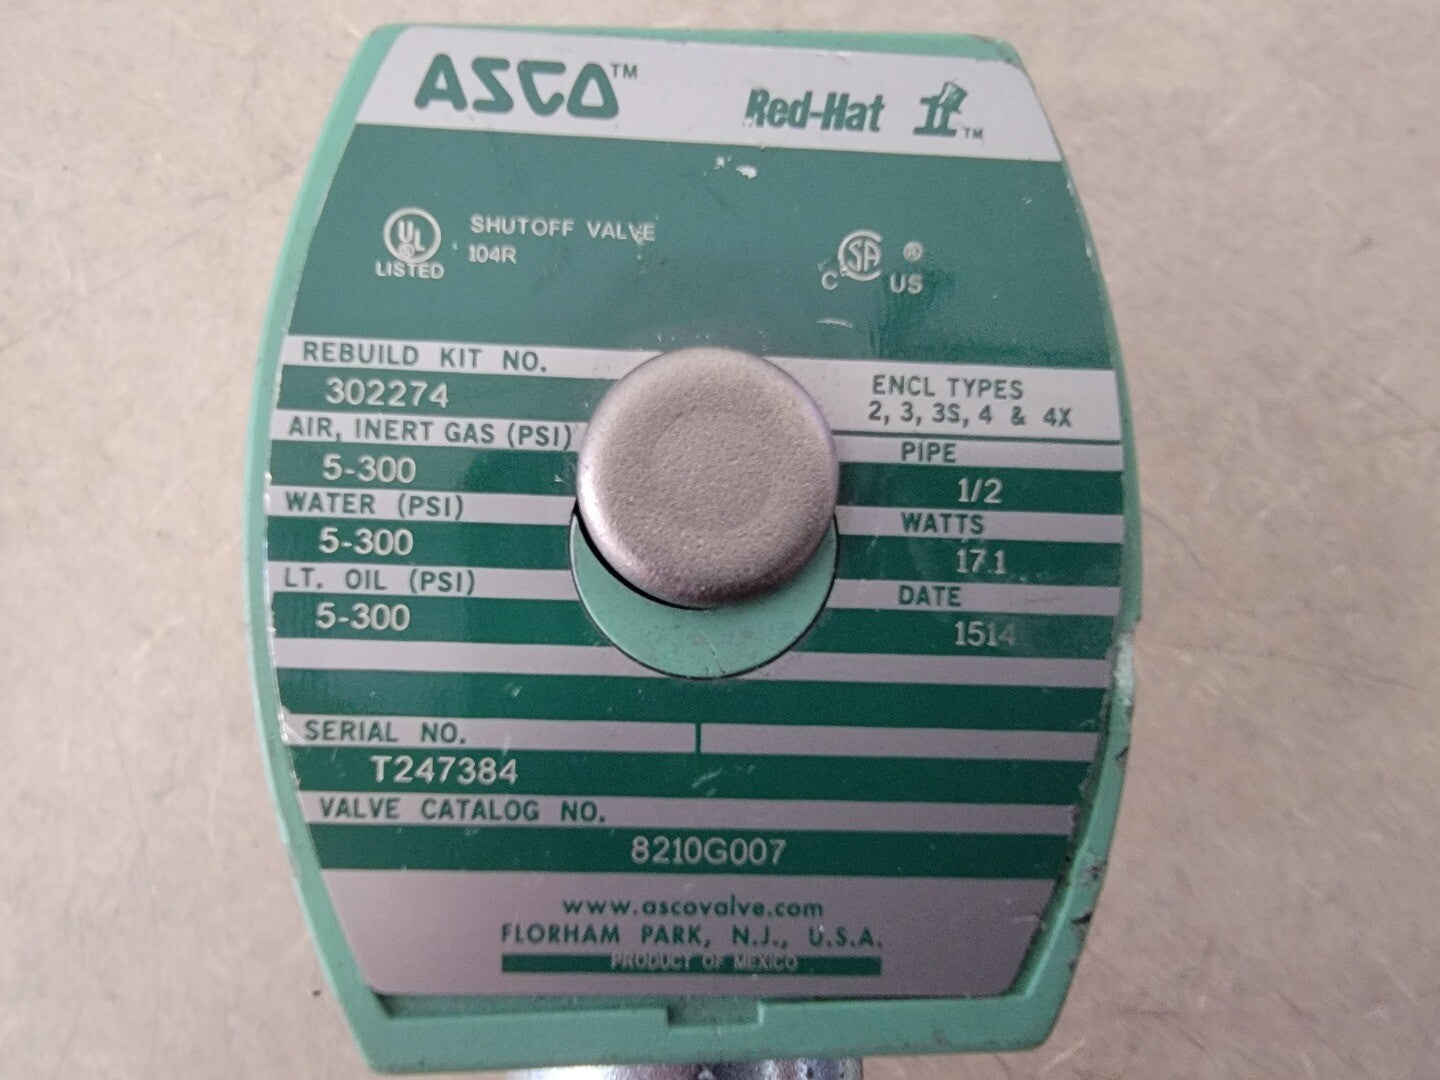 ASCO™
Red-Hat II™
UL®
LISTED
SHUTOFF VALVE
104R
CSA®
C US
REBUILD KIT NO.
302274
AIR, INERT GAS (PSI)
5-300
WATER (PSI)
5-300
LT. OIL (PSI)
5-300
ENCL TYPES
2, 3, 3S, 4 & 4X
PIPE
1/2
WATTS
17.1
DATE
1514
SERIAL NO.
T247384
VALVE CATALOG NO.
8210G007
www.ascovalve.com
FLORHAM PARK, N.J., U.S.A.
PRODUCT OF MEXICO